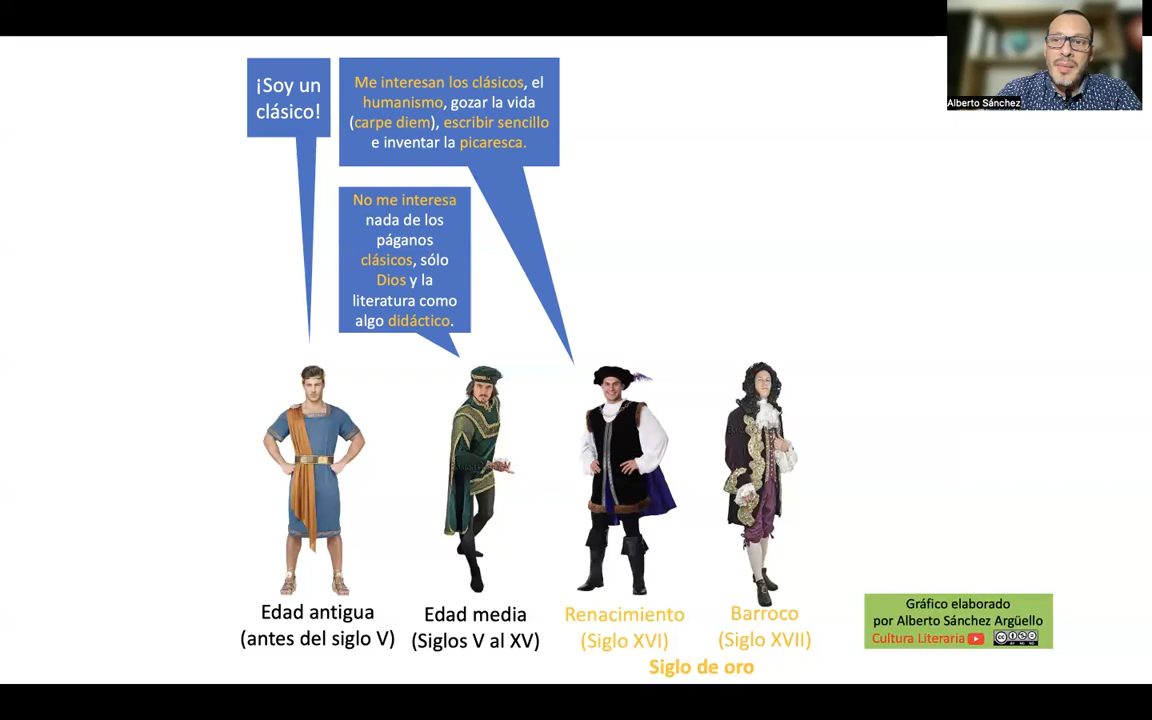 ¡Soy un
clásico!
Me interesan los clásicos, el
humanismo, gozar la vida
(carpe diem), escribir sencillo
e inventar la picaresca.
No me interesa
nada de los
páganos
clásicos, sólo
Dios y la
literatura como
algo didáctico.
Edad antigua
(antes del siglo V)
Edad media
(Siglos V al XV)
Renacimiento
(Siglo XVI)
Barroco
(Siglo XVII)
Siglo de oro
Gráfico elaborado
por Alberto Sánchez Argüello
Cultura Literaria
Alberto Sánchez